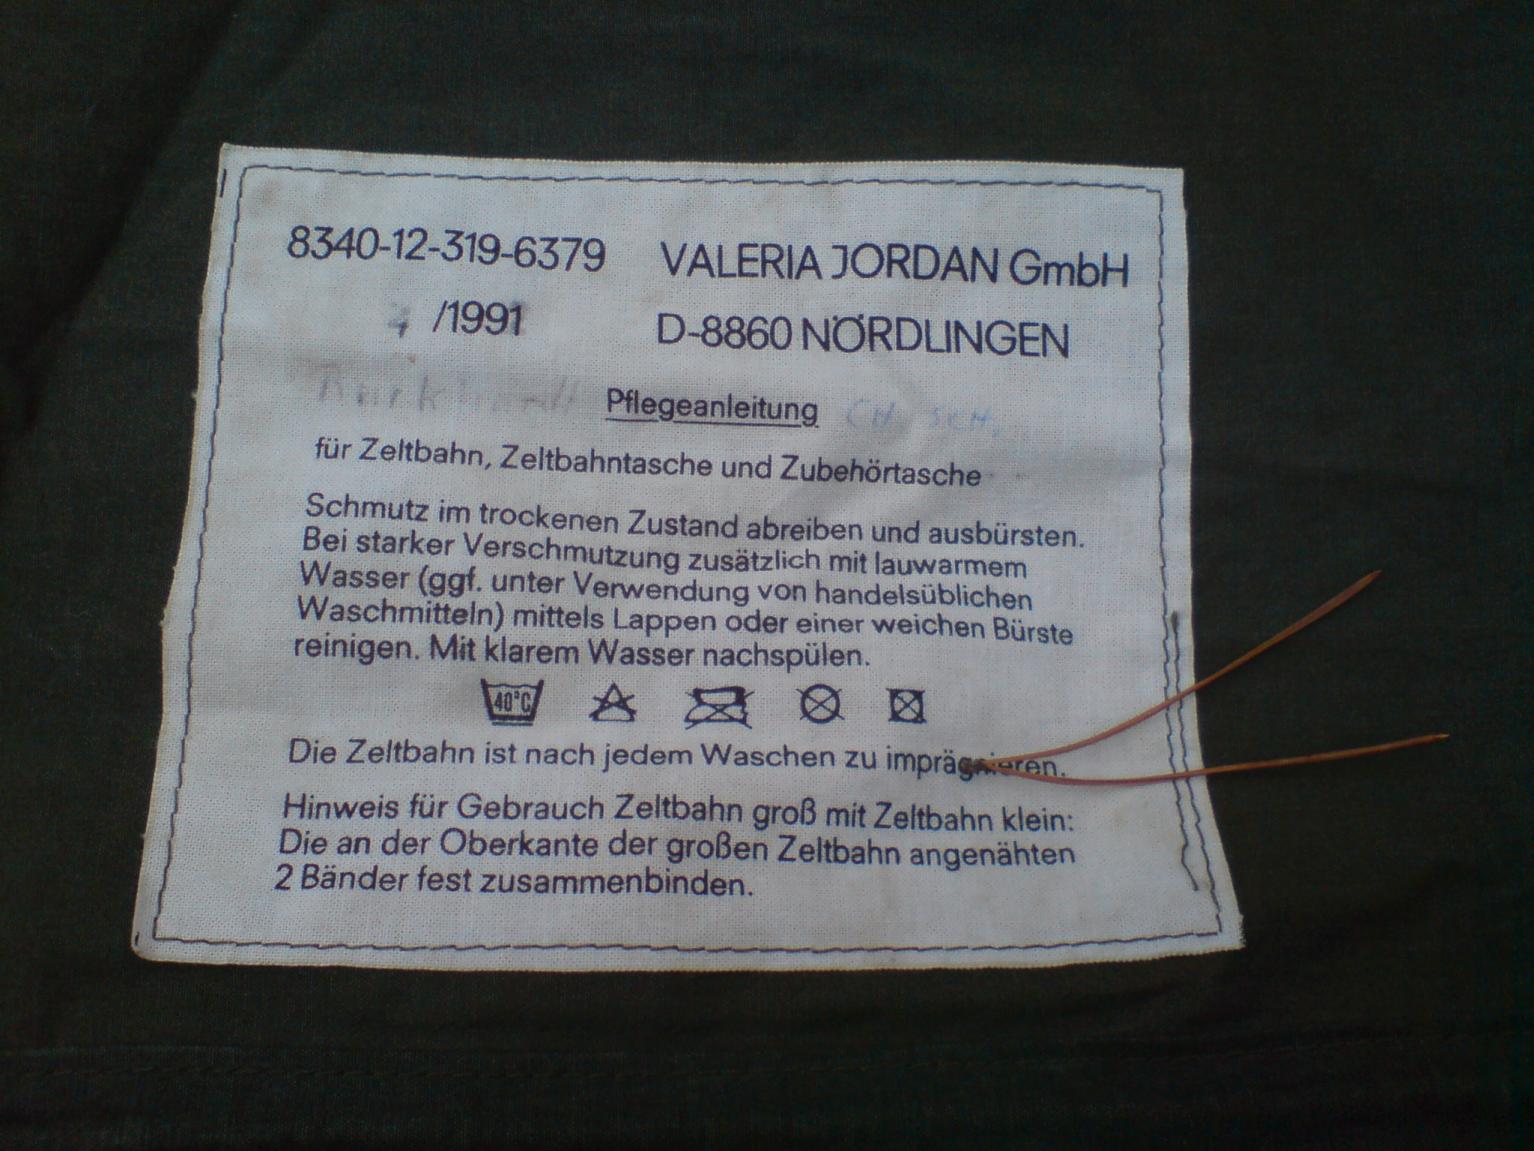 8340-12-319-6379 VALERIA JORDAN GmbH
/1991 D-8860 NÖRDLINGEN
Pflegeanleitung CH. SCH.
für Zeltbahn, Zeltbahntasche und Zubehörtasche
Schmutz im trockenen Zustand abreiben und ausbürsten.
Bei starker Verschmutzung zusätzlich mit lauwarmem
Wasser (ggf. unter Verwendung von handelsüblichen
Waschmitteln) mittels Lappen oder einer weichen Bürste
reinigen. Mit klarem Wasser nachspülen.
40°C
Die Zeltbahn ist nach jedem Waschen zu imprägnieren.
Hinweis für Gebrauch Zeltbahn groß mit Zeltbahn klein:
Die an der Oberkante der großen Zeltbahn angenähten
2 Bänder fest zusammenbinden.